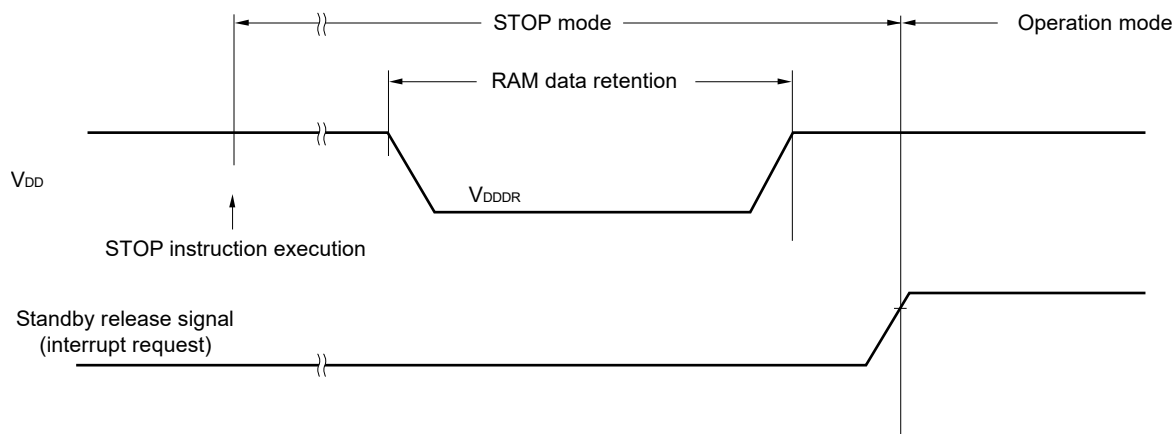 STOP mode
Operation mode
RAM data retention
VDD
VDDDR
STOP instruction execution
Standby release signal
(interrupt request)